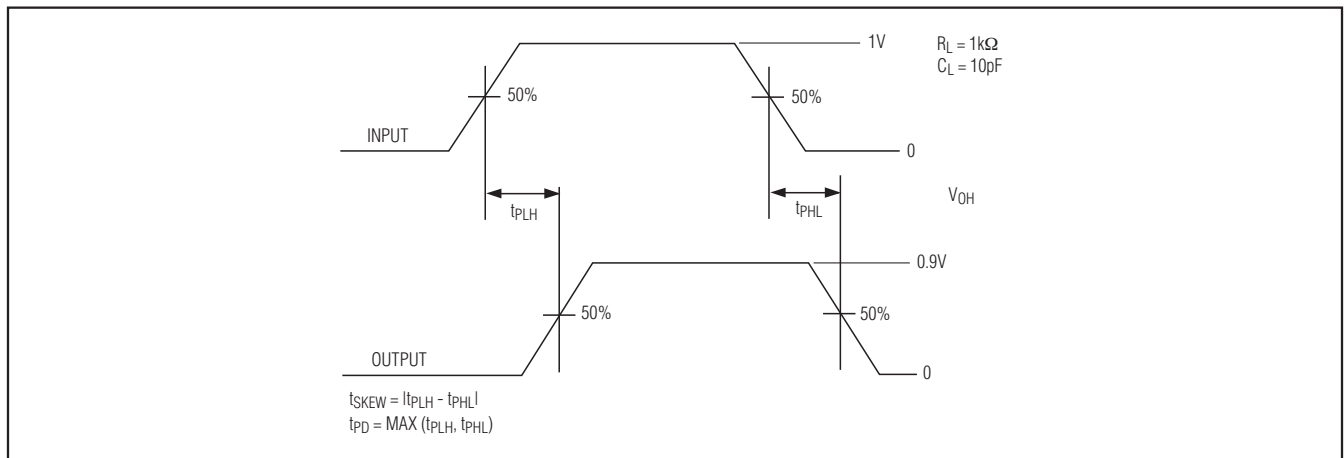 1V
R_L = 1kΩ
C_L = 10pF
50%
50%
INPUT
0
t_PLH
t_PHL
V_OH
0.9V
50%
50%
OUTPUT
0
t_SKEW = |t_PLH - t_PHL|
t_PD = MAX (t_PLH, t_PHL)